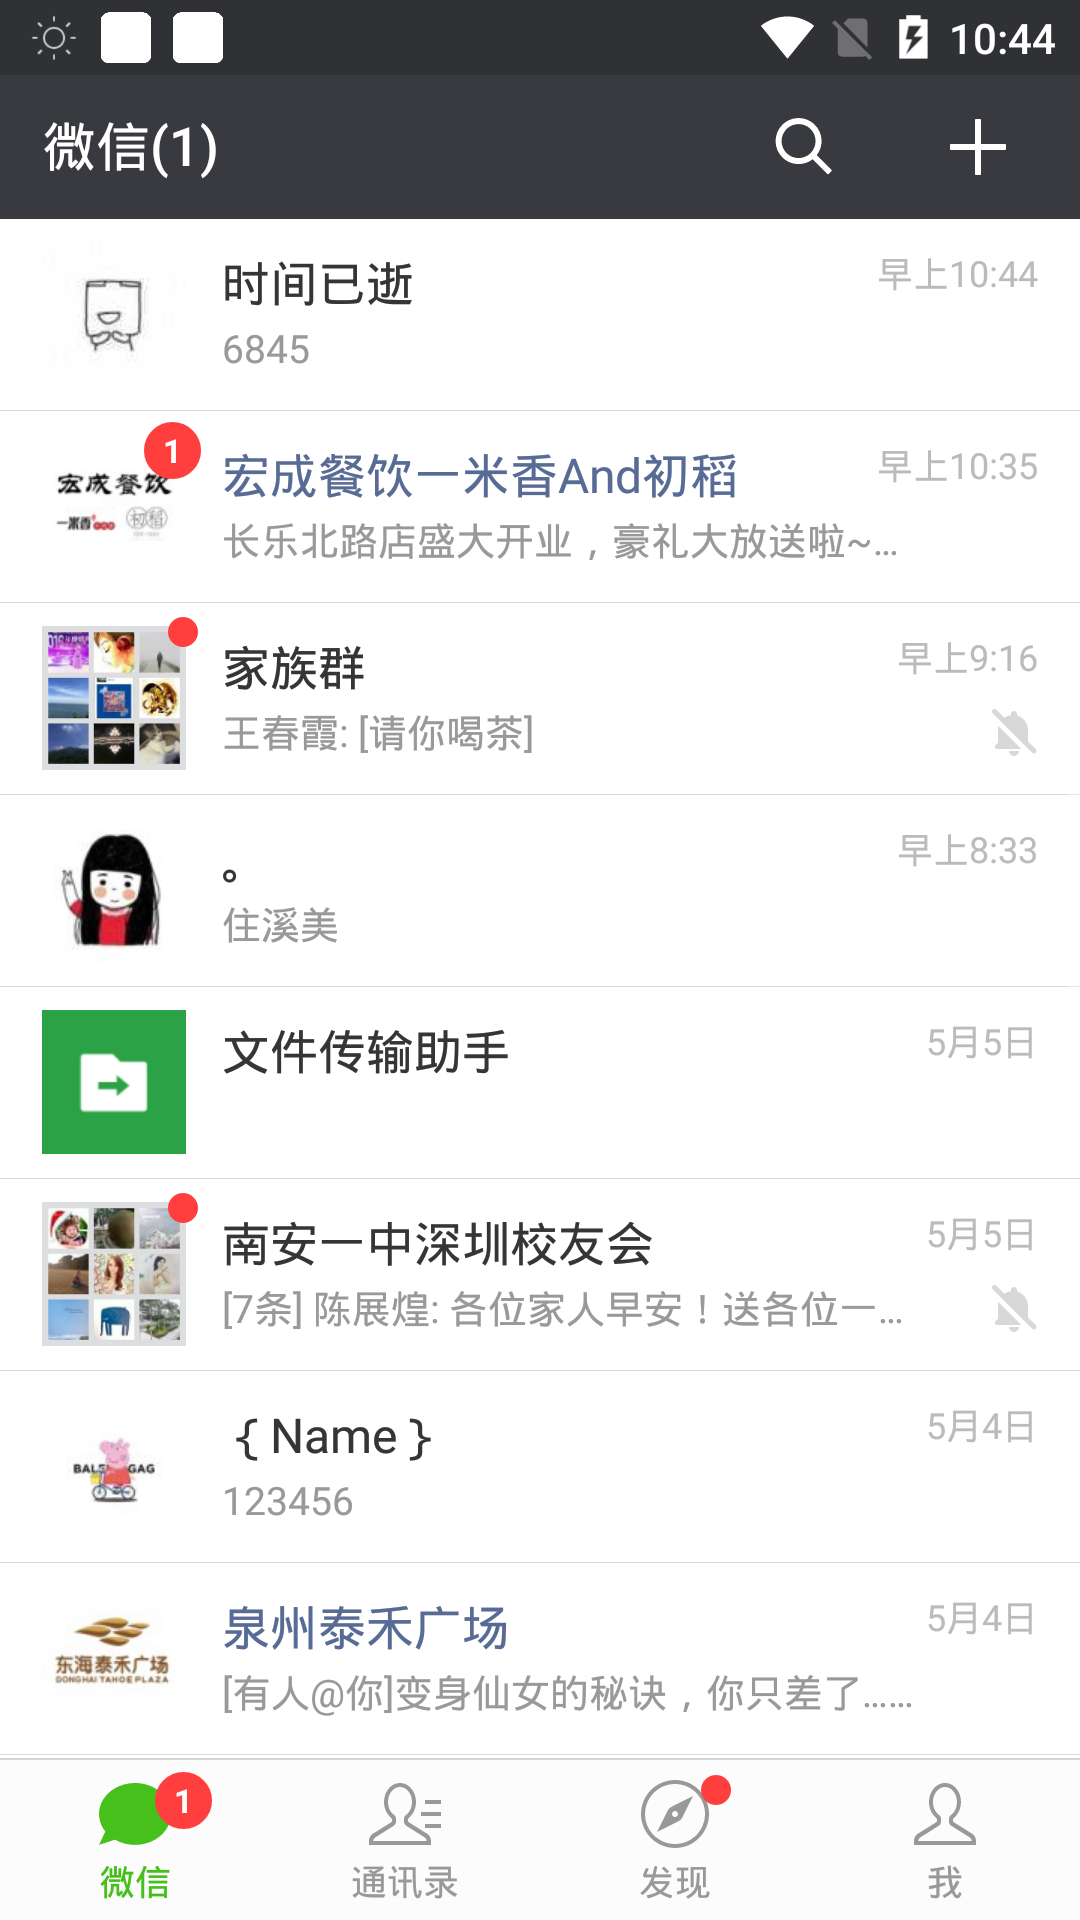 10:44
微信(1)
时间已逝
早上10:44
6845
1
宏成餐饮
一米香
初稻
宏成餐饮一米香And初稻
早上10:35
长乐北路店盛大开业，豪礼大放送啦~...
家族群
早上9:16
王春霞: [请你喝茶]
。
早上8:33
住溪美
文件传输助手
5月5日
南安一中深圳校友会
5月5日
[7条] 陈展煌: 各位家人早安！送各位一...
｛Name｝
5月4日
123456
泉州泰禾广场
5月4日
东海泰禾广场
DONGHAI TAHOE PLAZA
[有人@你]变身仙女的秘诀，你只差了......
1
微信
通讯录
发现
我